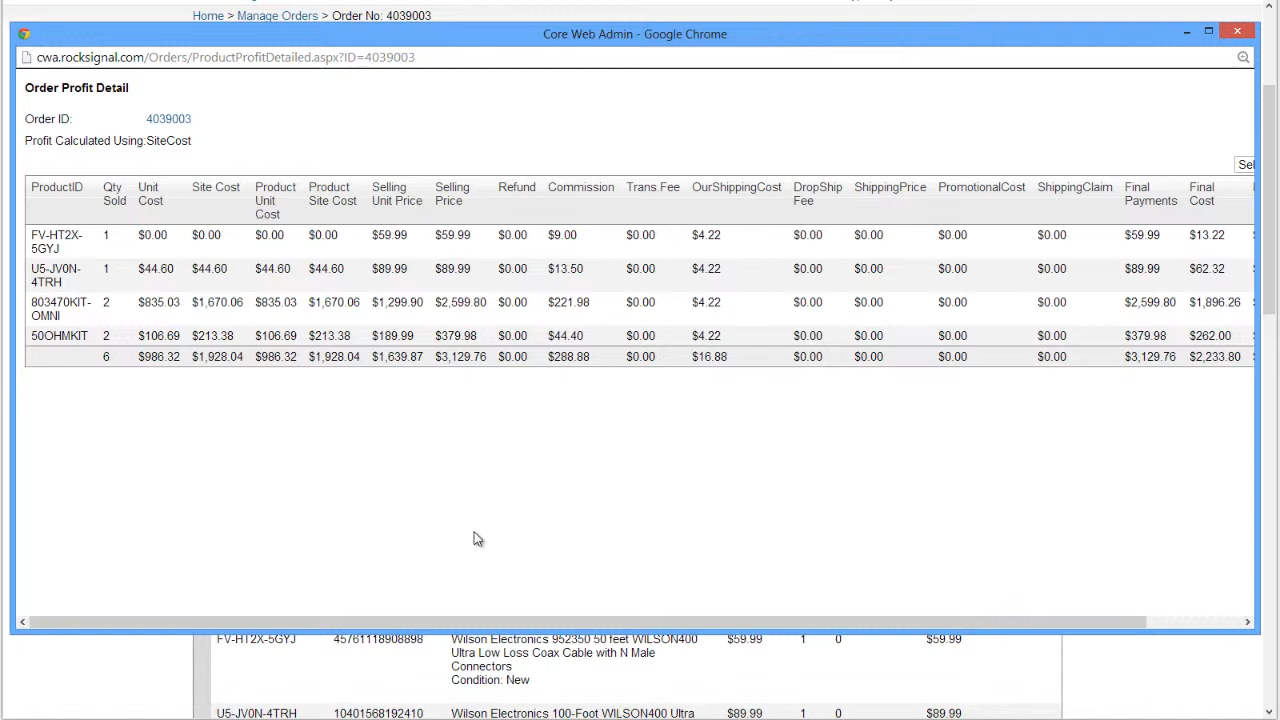 Home > Manage Orders > Order No: 4039003
Core Web Admin - Google Chrome
cwa.rocksignal.com/Orders/ProductProfitDetailed.aspx?ID=4039003
Order Profit Detail
Order ID: 4039003
Profit Calculated Using:SiteCost
Sel
ProductID Qty Sold Unit Cost Site Cost Product Unit Cost Product Site Cost Selling Unit Price Selling Price Refund Commission Trans.Fee OurShippingCost DropShip Fee ShippingPrice PromotionalCost ShippingClaim Final Payments Final Cost
FV-HT2X-5GYJ 1 $0.00 $0.00 $0.00 $0.00 $59.99 $59.99 $0.00 $9.00 $0.00 $4.22 $0.00 $0.00 $0.00 $0.00 $59.99 $13.22
U5-JV0N-4TRH 1 $44.60 $44.60 $44.60 $44.60 $89.99 $89.99 $0.00 $13.50 $0.00 $4.22 $0.00 $0.00 $0.00 $0.00 $89.99 $62.32
803470KIT-OMNI 2 $835.03 $1,670.06 $835.03 $1,670.06 $1,299.90 $2,599.80 $0.00 $221.98 $0.00 $4.22 $0.00 $0.00 $0.00 $0.00 $2,599.80 $1,896.26
50OHMKIT 2 $106.69 $213.38 $106.69 $213.38 $189.99 $379.98 $0.00 $44.40 $0.00 $4.22 $0.00 $0.00 $0.00 $0.00 $379.98 $262.00
6 $986.32 $1,928.04 $986.32 $1,928.04 $1,639.87 $3,129.76 $0.00 $288.88 $0.00 $16.88 $0.00 $0.00 $0.00 $0.00 $3,129.76 $2,233.80
FV-HT2X-5GYJ 45761118908898 Wilson Electronics 952350 50 feet WILSON400 $59.99 1 0 $59.99
Ultra Low Loss Coax Cable with N Male
Connectors
Condition: New
U5-JV0N-4TRH 10401568192410 Wilson Electronics 100-Foot WILSON400 Ultra $89.99 1 0 $89.99